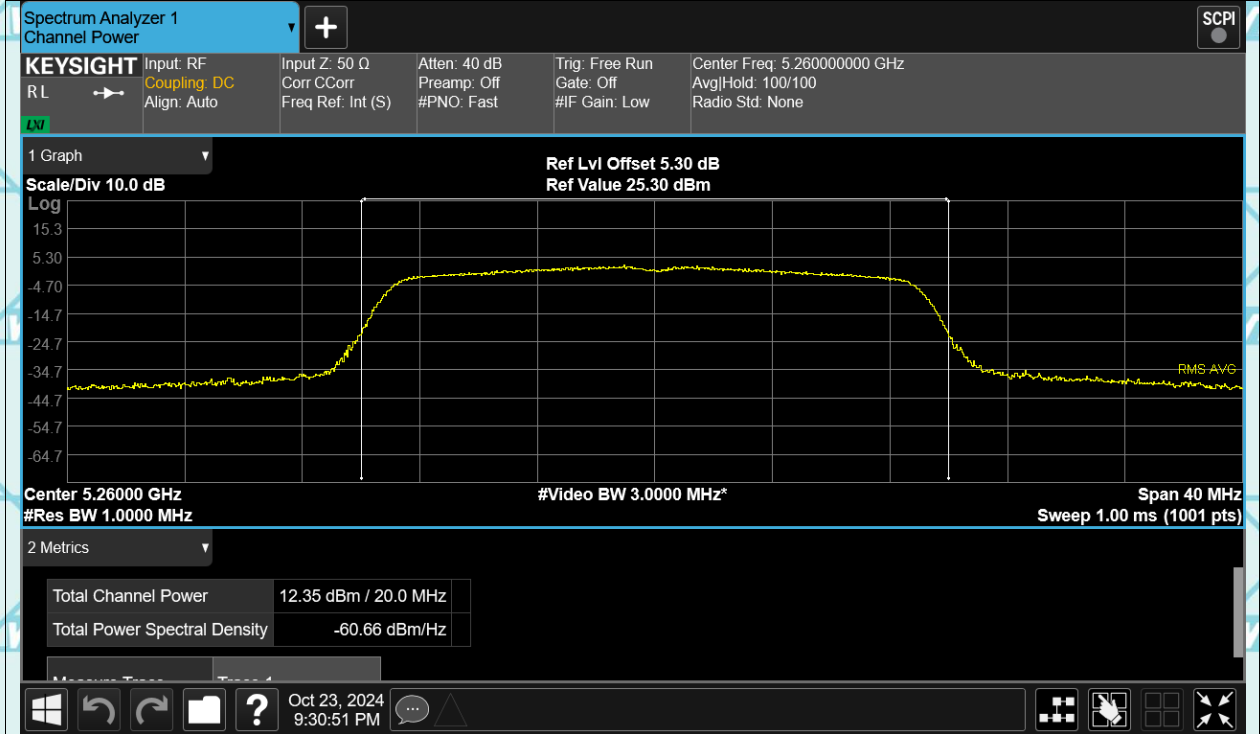 Spectrum Analyzer 1
Channel Power
+
SCPI
KEYSIGHT
R L
LXI
Input: RF
Coupling: DC
Align: Auto
Input Z: 50 Ω
Corr CCorr
Freq Ref: Int (S)
Atten: 40 dB
Preamp: Off
#PNO: Fast
Trig: Free Run
Gate: Off
#IF Gain: Low
Center Freq: 5.260000000 GHz
Avg|Hold: 100/100
Radio Std: None
1 Graph
Scale/Div 10.0 dB
Ref Lvl Offset 5.30 dB
Ref Value 25.30 dBm
Log
15.3
5.30
-4.70
-14.7
-24.7
-34.7
-44.7
-54.7
-64.7
RMS AVG
Center 5.26000 GHz
#Res BW 1.0000 MHz
#Video BW 3.0000 MHz*
Span 40 MHz
Sweep 1.00 ms (1001 pts)
2 Metrics
Total Channel Power 12.35 dBm / 20.0 MHz
Total Power Spectral Density -60.66 dBm/Hz
Measure Trace Trace 1
?
Oct 23, 2024
9:30:51 PM